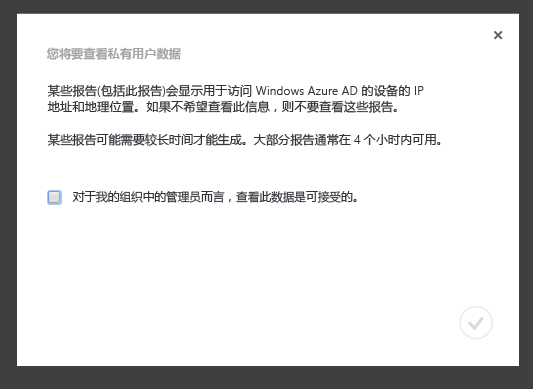 您将要查看私有用户数据
某些报告(包括此报告)会显示用于访问 Windows Azure AD 的设备的 IP
地址和地理位置。如果不希望查看此信息，则不要查看这些报告。
某些报告可能需要较长时间才能生成。大部分报告通常在 4 个小时内可用。
对于我的组织中的管理员而言，查看此数据是可接受的。